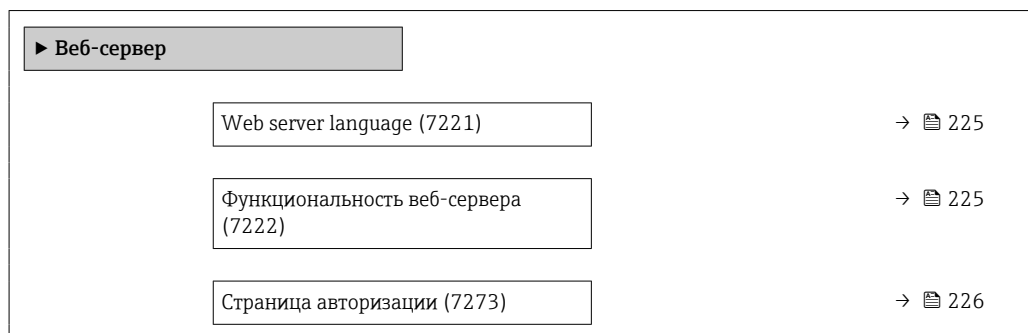 ▶ Веб-сервер
Web server language (7221) → 225
Функциональность веб-сервера
(7222) → 225
Страница авторизации (7273) → 226